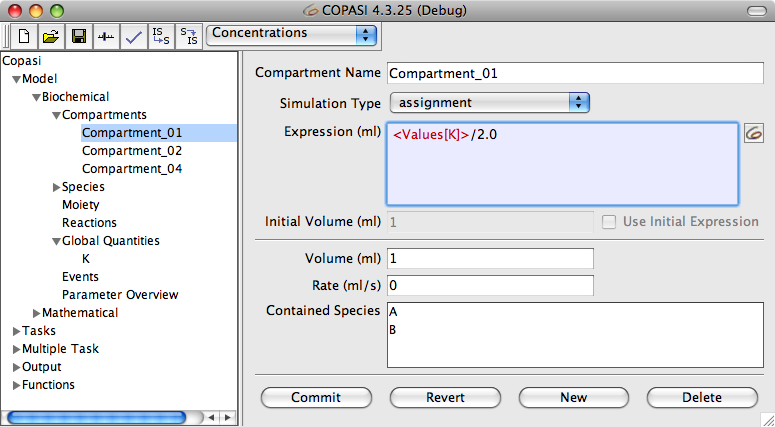 COPASI 4.3.25 (Debug)
IS S S IS Concentrations
Copasi
Model
Biochemical
Compartments
Compartment_01
Compartment_02
Compartment_04
Species
Moiety
Reactions
Global Quantities
K
Events
Parameter Overview
Mathematical
Tasks
Multiple Task
Output
Functions
Compartment Name Compartment_01
Simulation Type assignment
Expression (ml) <Values[K]>/2.0
Initial Volume (ml) 1 Use Initial Expression
Volume (ml) 1
Rate (ml/s) 0
Contained Species A
B
Commit Revert New Delete